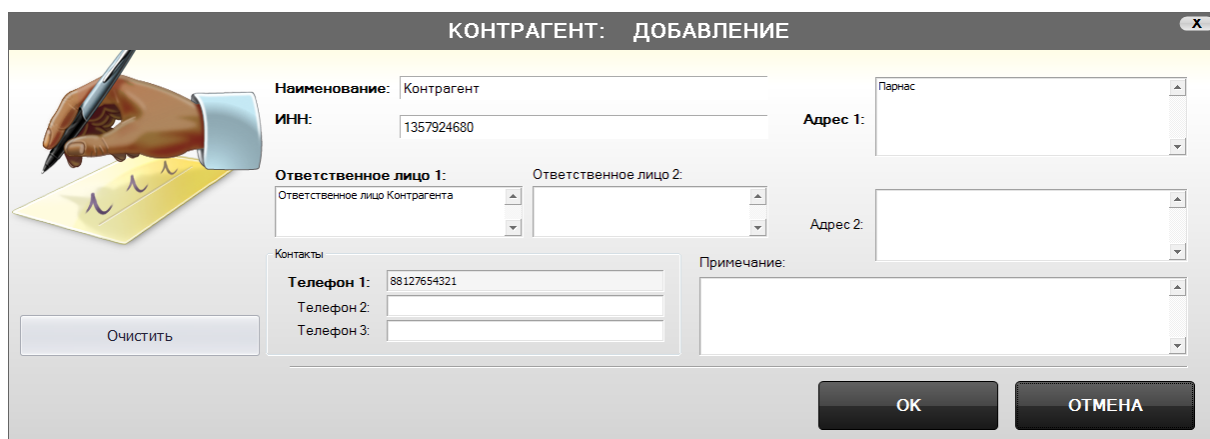 КОНТРАГЕНТ: ДОБАВЛЕНИЕ
X
Наименование: Контрагент
ИНН: 1357924680
Адрес 1: Парнас
Ответственное лицо 1: Ответственное лицо 2:
Ответственное лицо Контрагента
Адрес 2:
Контакты
Примечание:
Телефон 1: 88127654321
Телефон 2:
Телефон 3:
Очистить
ОК ОТМЕНА